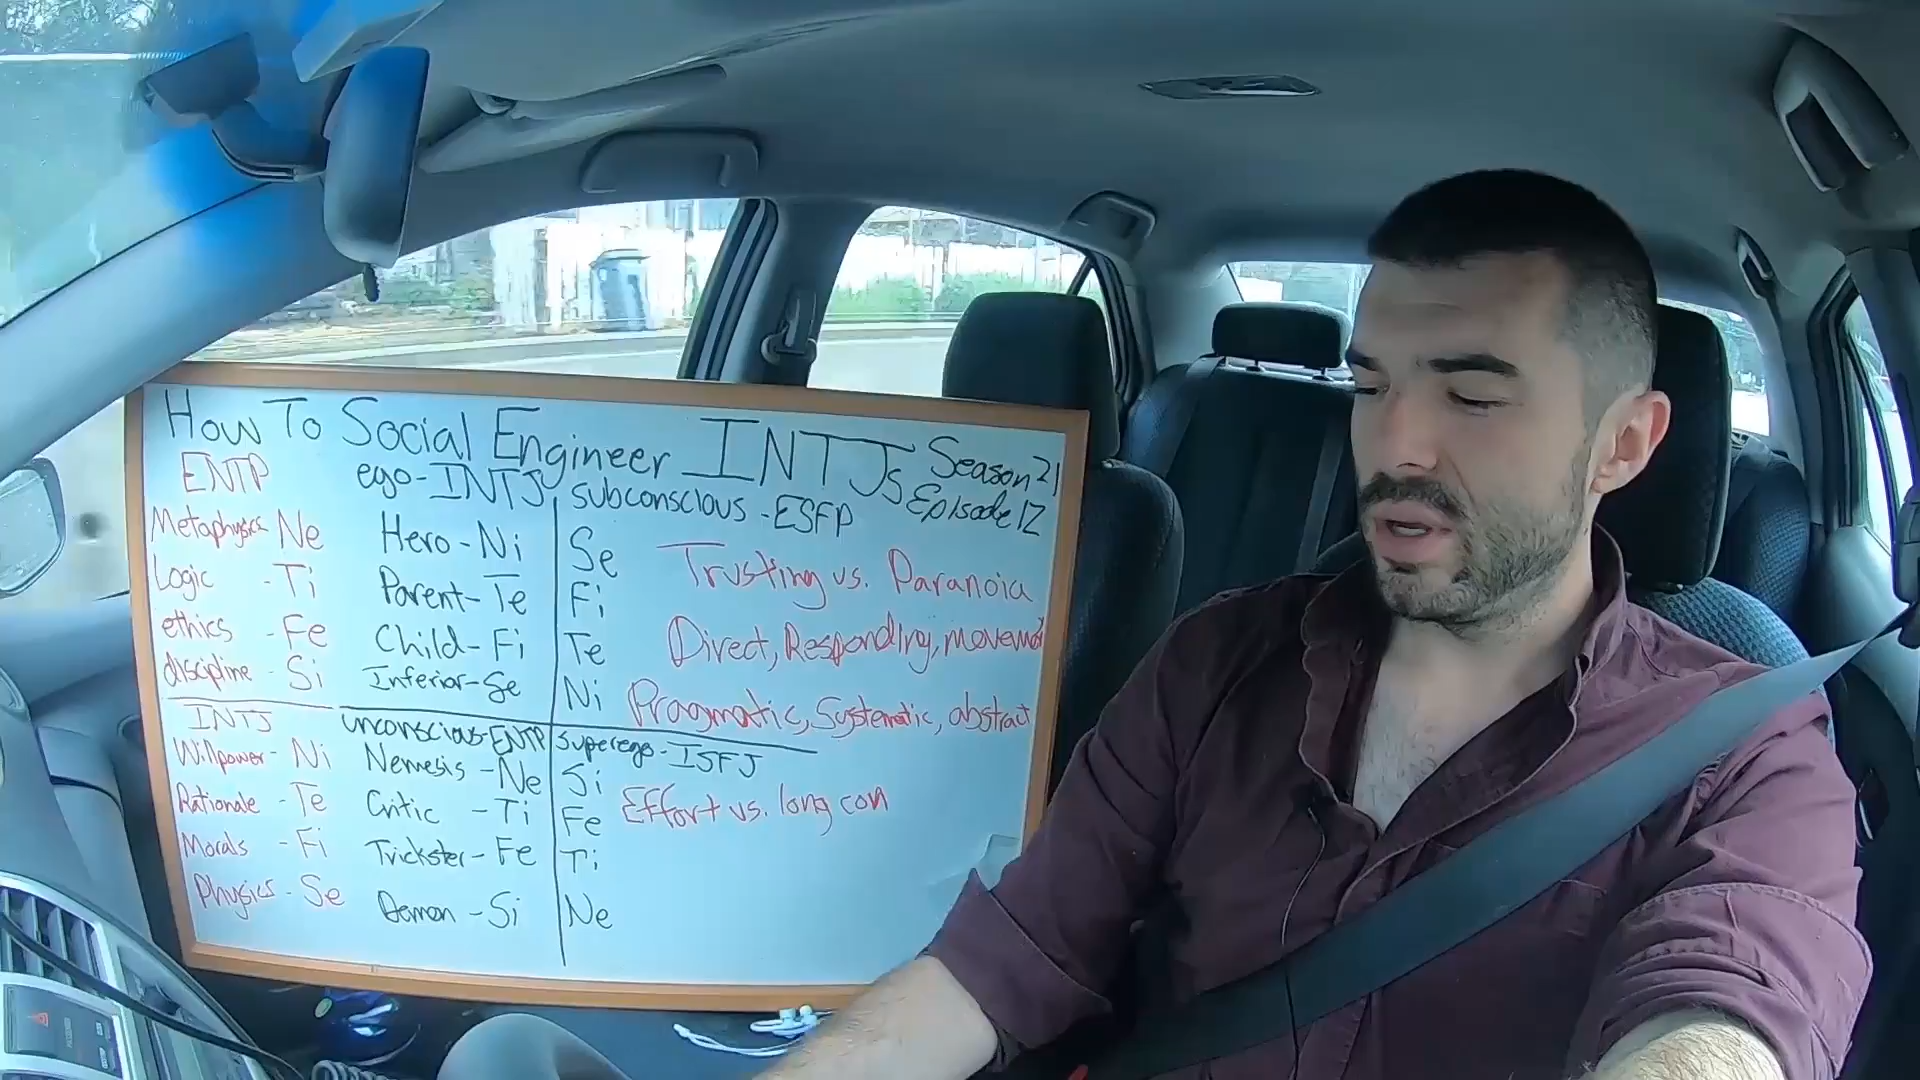 How To Social Engineer INTJs Season 21
Episode 12
ENTP ego-INTJ subconscious-ESFP
Metaphysics Ne Hero-Ni Se Trusting vs. Paranoia
Logic -Ti Parent-Te Fi Direct, Responding,
ethics -Fe Child-Fi Te
discipline -Si Inferior-Se Ni Pragmatic, Systematic, abstract
INTJ unconscious-ENTP superego-ISFJ
Willpower-Ni Nemesis-Ne Si
Rationale-Te Critic -Ti Fe Effort vs. long con
Morals -Fi Trickster-Fe Ti
Physics-Se Demon-Si Ne